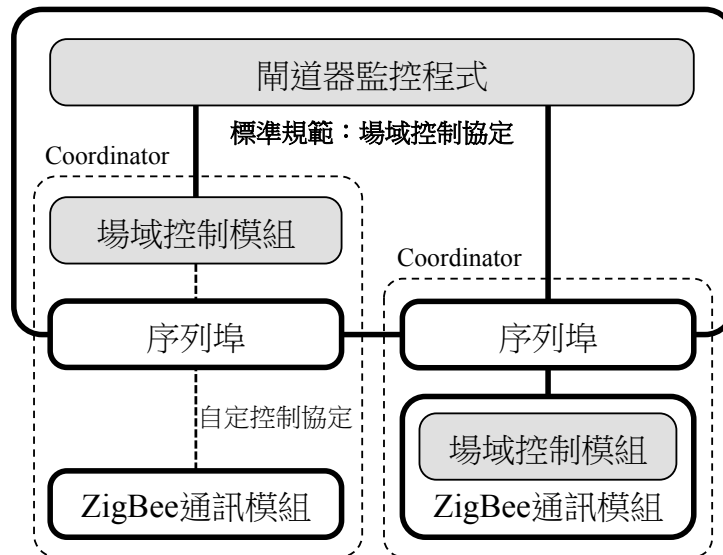 閘道器監控程式
標準規範：場域控制協定
Coordinator
場域控制模組
Coordinator
序列埠
序列埠
自定控制協定
場域控制模組
ZigBee通訊模組
ZigBee通訊模組